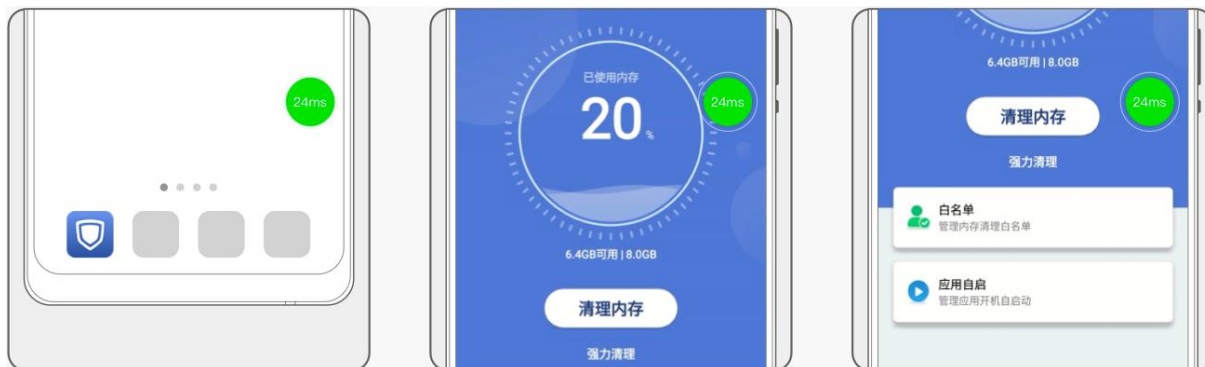 24ms
已使用内存
20
%
24ms
6.4GB可用 | 8.0GB
清理内存
强力清理
6.4GB可用 | 8.0GB
24ms
清理内存
强力清理
白名单
管理内存清理白名单
应用自启
管理应用开机自启动